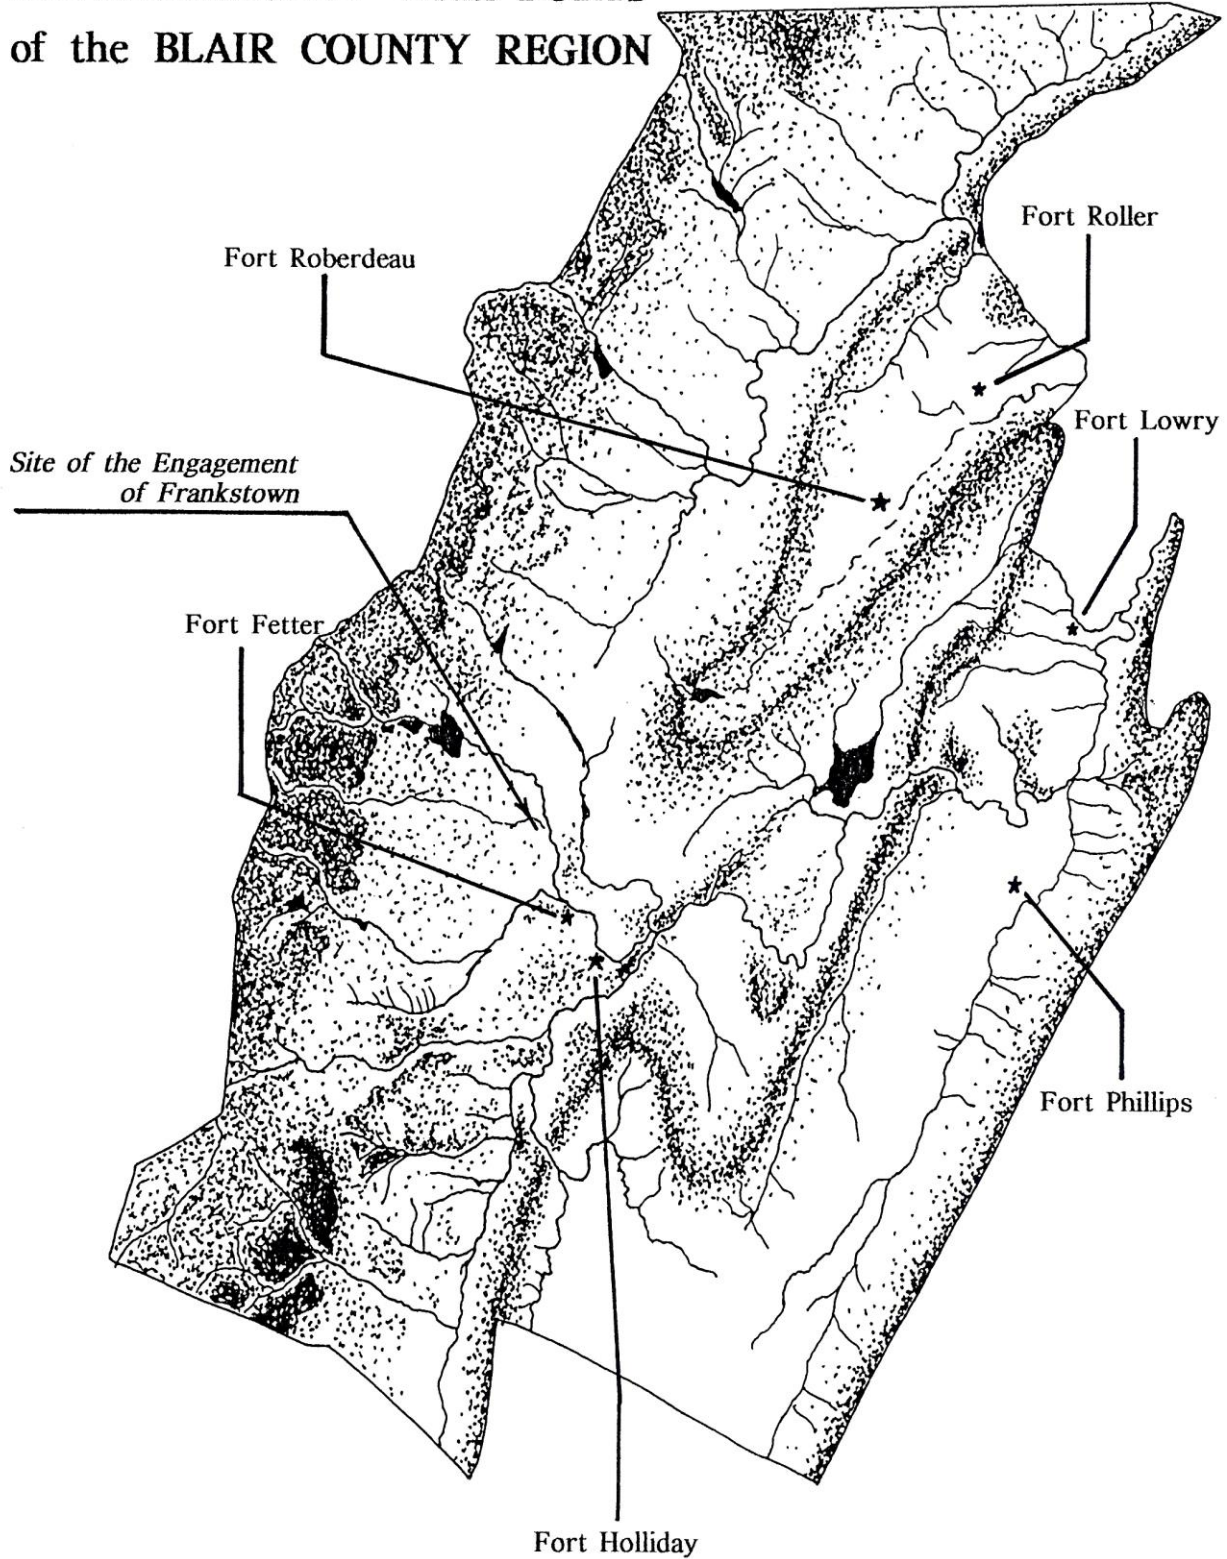 of the BLAIR COUNTY REGION
Fort Roller
Fort Roberdeau
Fort Lowry
Site of the Engagement
of Frankstown
Fort Fetter
Fort Phillips
Fort Holliday